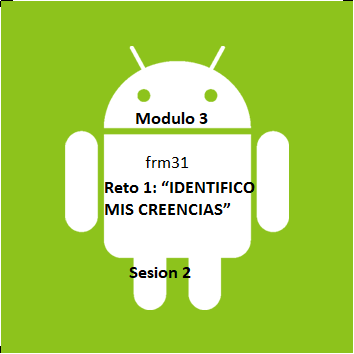 Modulo 3
frm31
Reto 1: “IDENTIFICO
MIS CREENCIAS”
Sesion 2